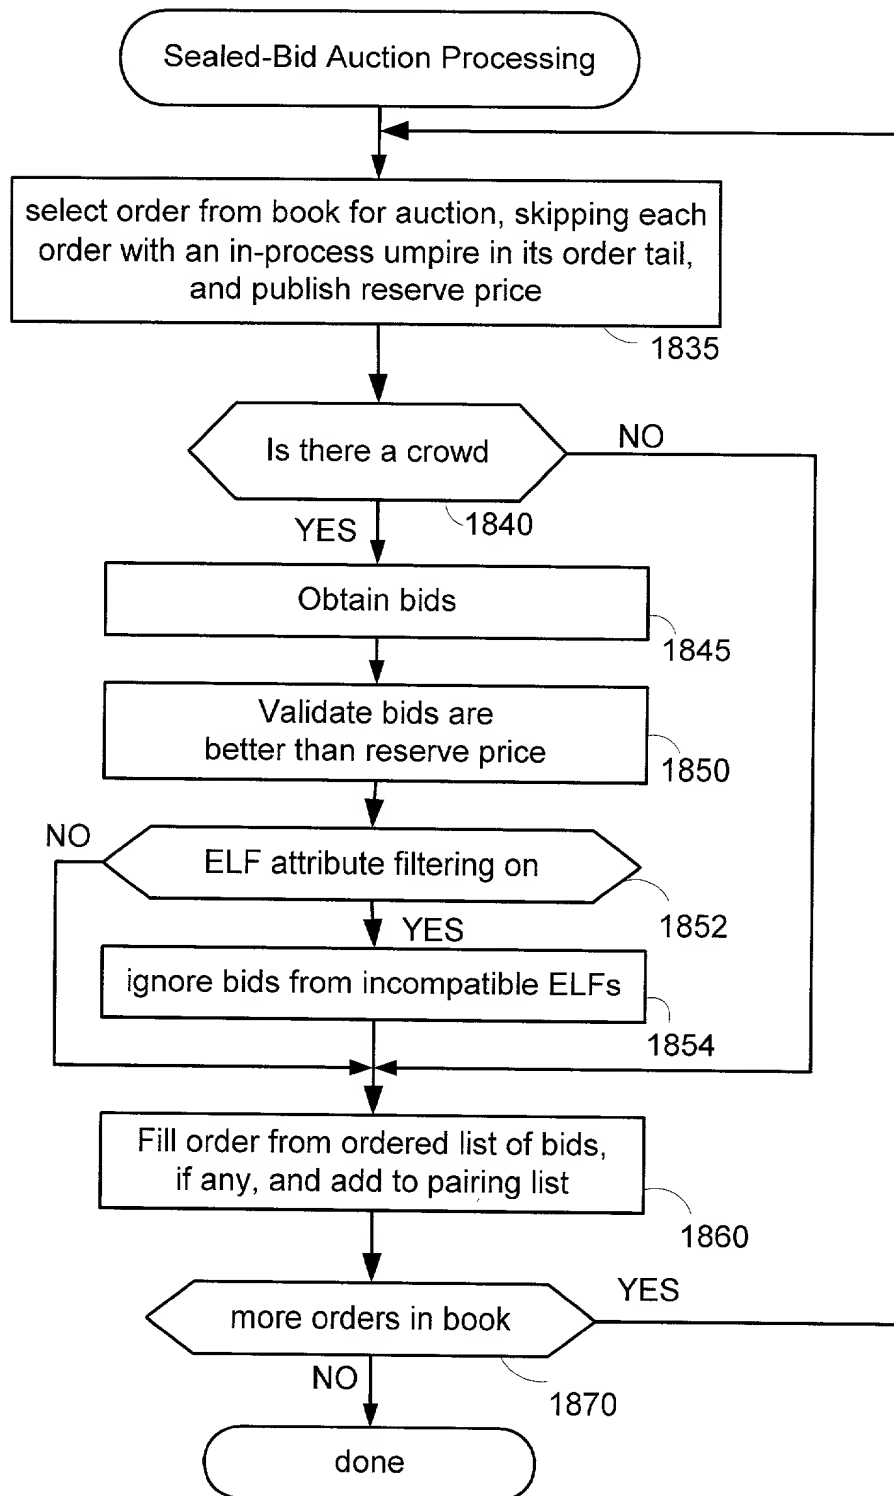 Sealed-Bid Auction Processing
select order from book for auction, skipping each
order with an in-process umpire in its order tail,
and publish reserve price
1835
Is there a crowd
NO
1840
YES
Obtain bids
1845
Validate bids are
better than reserve price
1850
NO
ELF attribute filtering on
1852
YES
ignore bids from incompatible ELFs
1854
Fill order from ordered list of bids,
if any, and add to pairing list
1860
YES
more orders in book
NO
1870
done